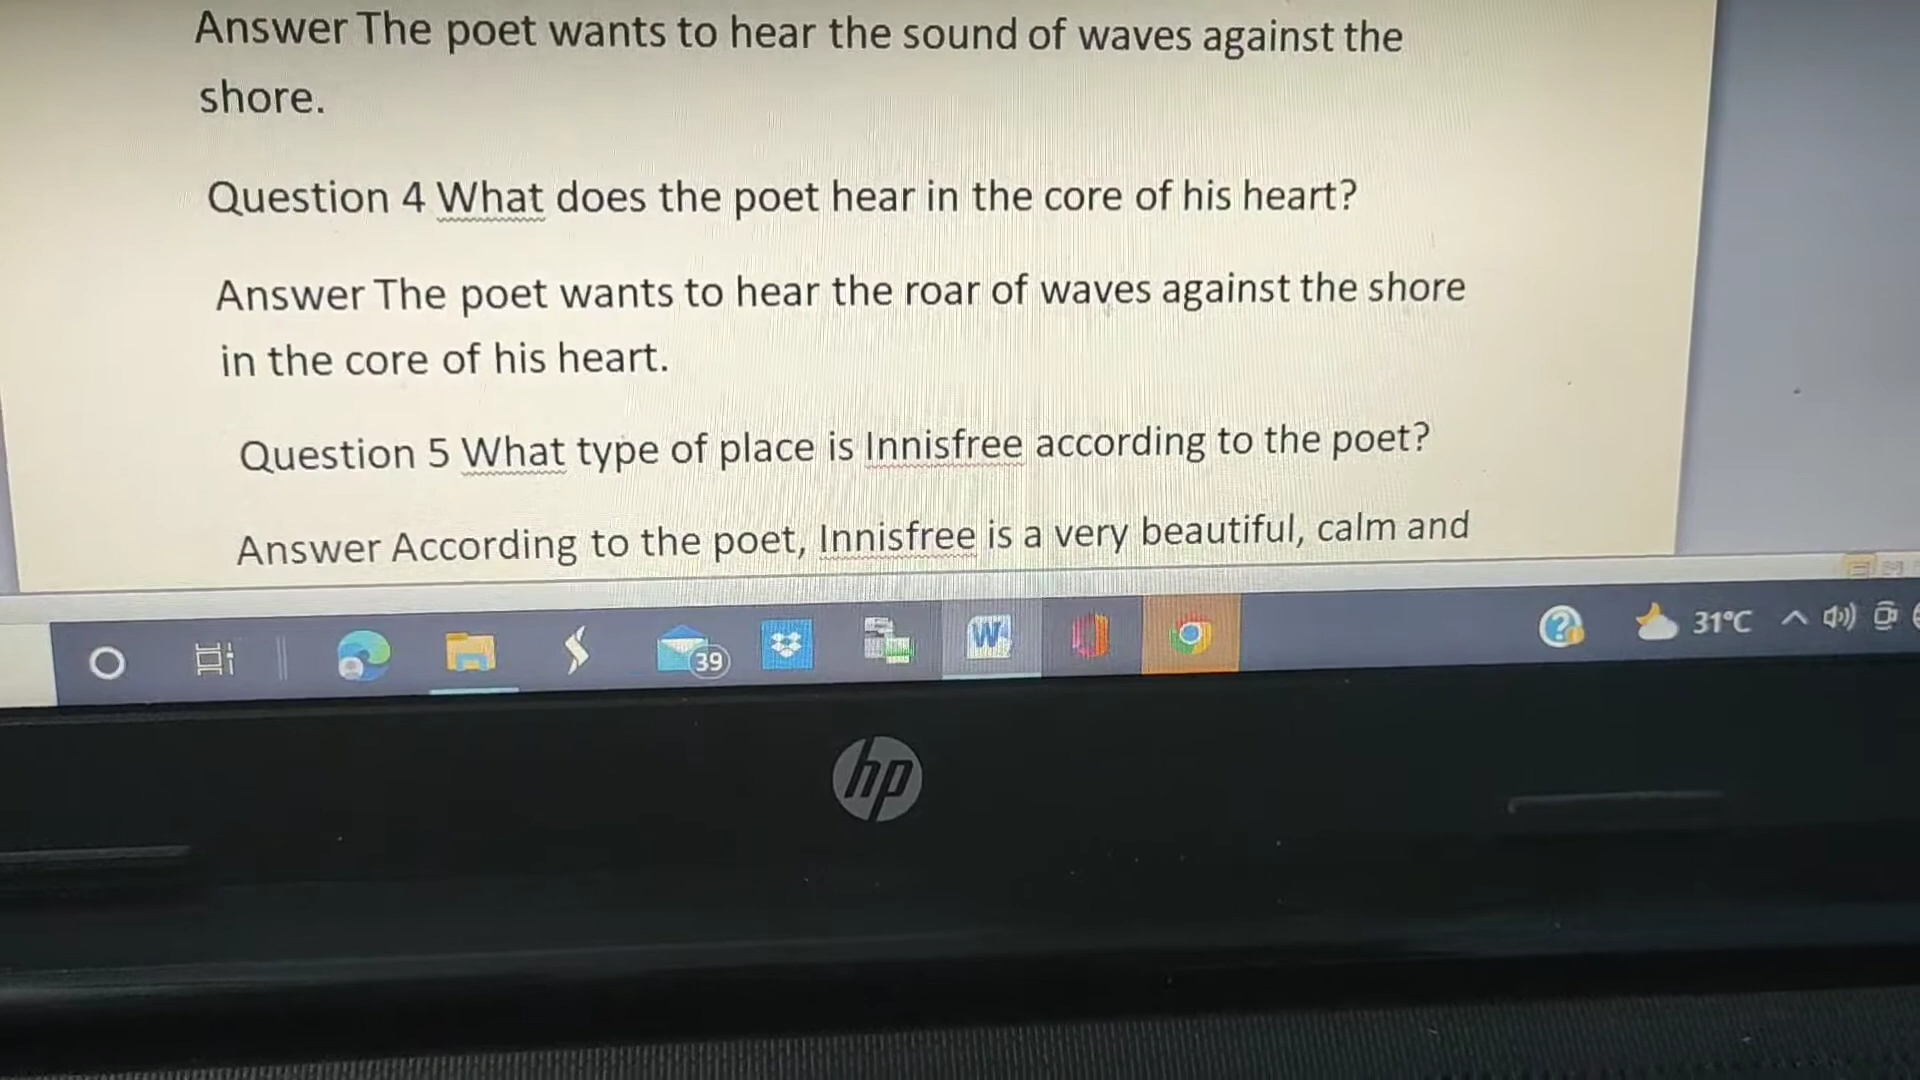 Answer The poet wants to hear the sound of waves against the
shore.
Question 4 What does the poet hear in the core of his heart?
Answer The poet wants to hear the roar of waves against the shore
in the core of his heart.
Question 5 What type of place is Innisfree according to the poet?
Answer According to the poet, Innisfree is a very beautiful, calm and
39
W
?
31°C
hp